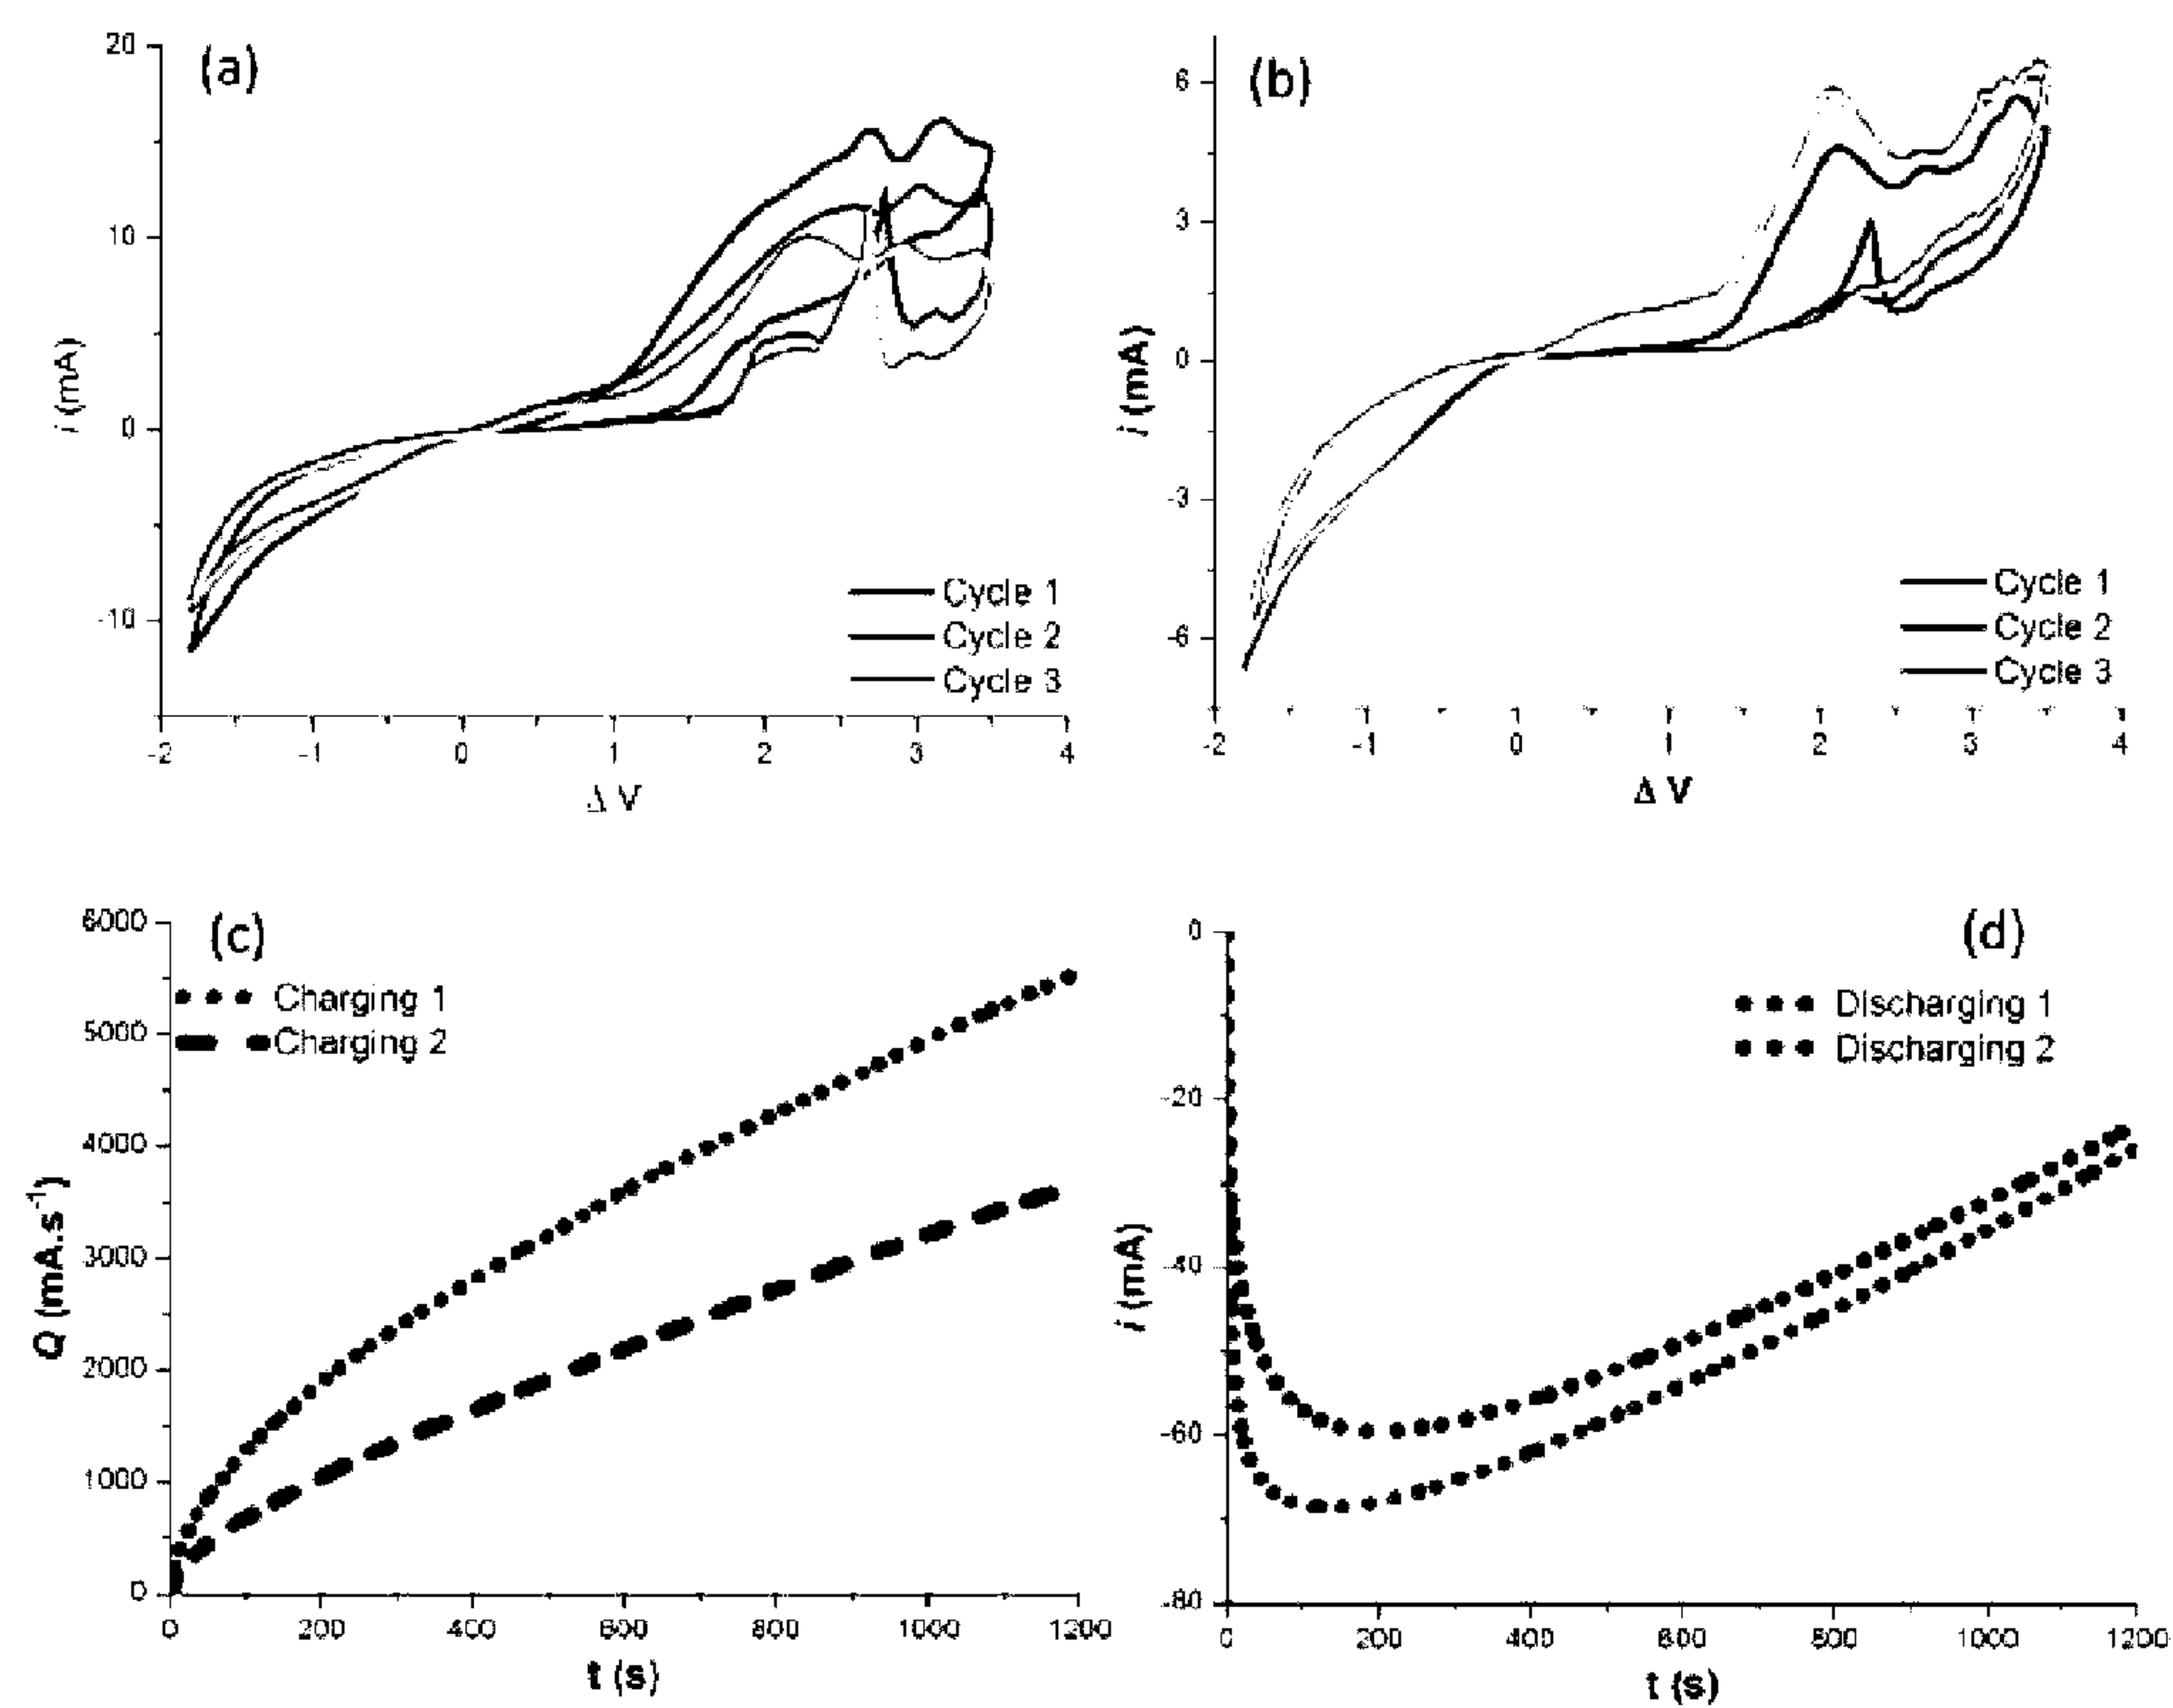 (a)
20
10
0
-10
i (mA)
-2 -1 0 1 2 3 4
Δ V
Cycle 1
Cycle 2
Cycle 3
(b)
6
3
0
-3
-6
i (mA)
-2 -1 0 1 2 3 4
Δ V
Cycle 1
Cycle 2
Cycle 3
(c)
6000
5000
4000
3000
2000
1000
0
Q (mA.s⁻¹)
Charging 1
Charging 2
0 200 400 600 800 1000 1200
t (s)
(d)
0
-20
-40
-60
-80
i (mA)
Discharging 1
Discharging 2
0 200 400 600 800 1000 1200
t (s)